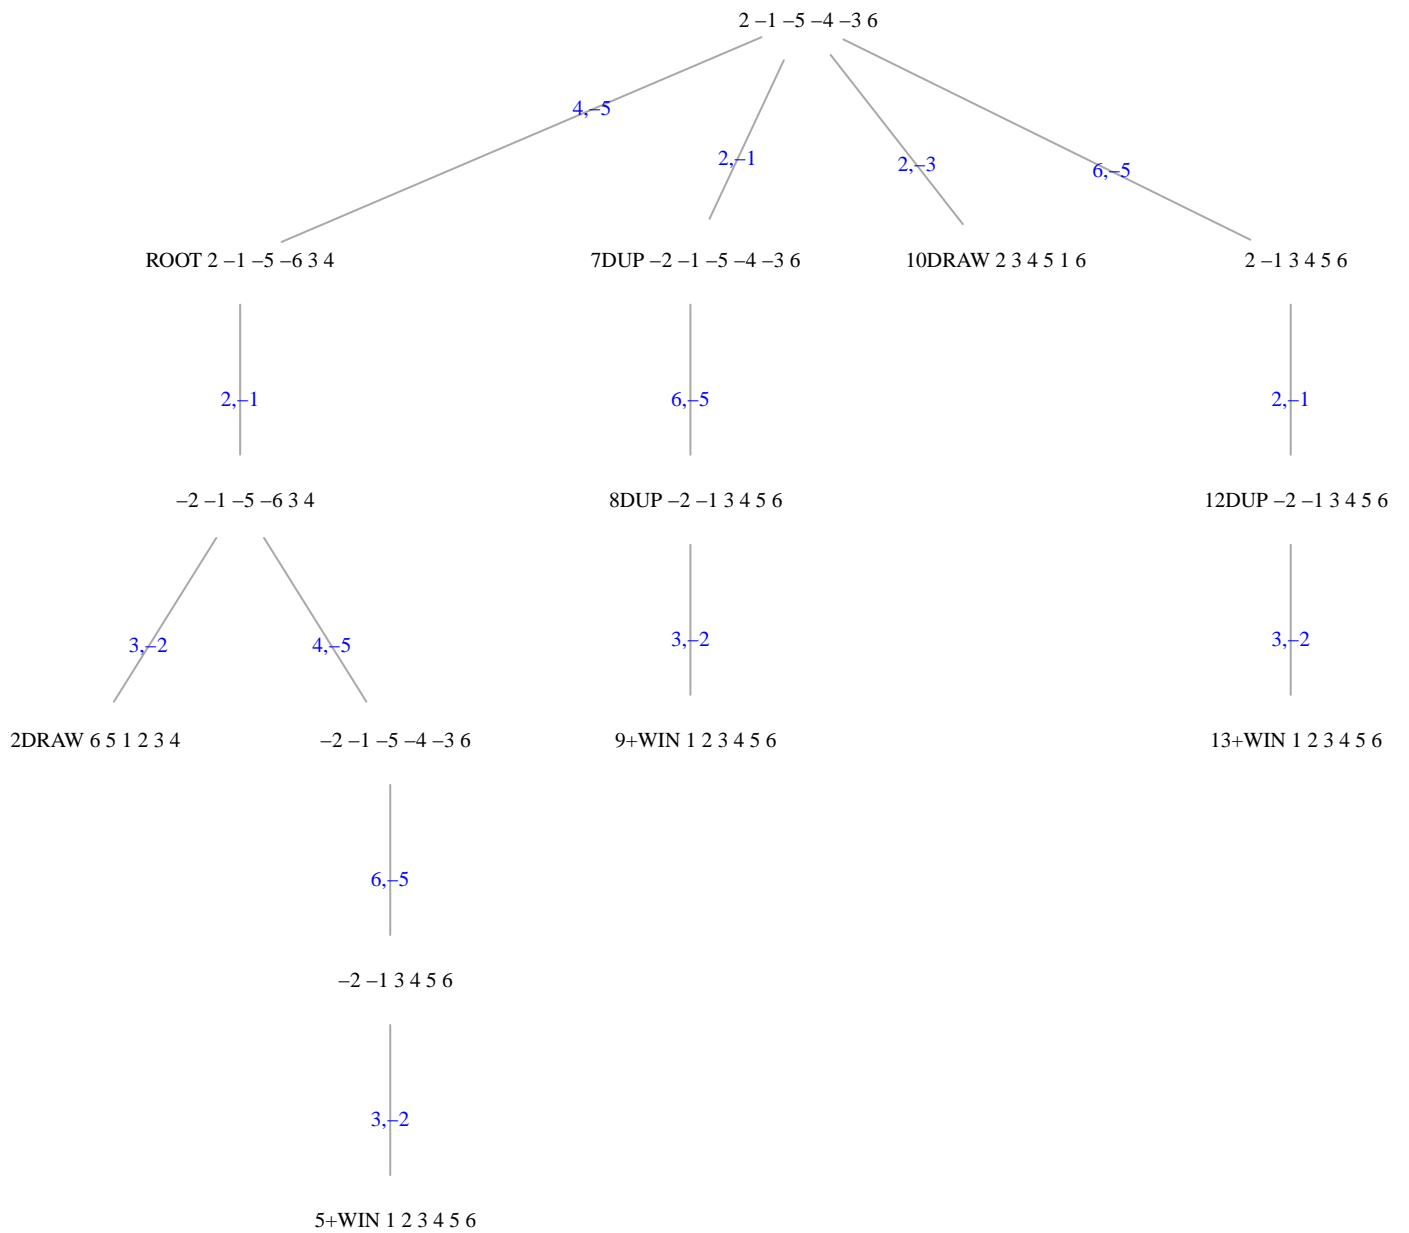 2 –1 –5 –4 –3 6
4,–5
2,–1
2,–3
6,–5
ROOT 2 –1 –5 –6 3 4
7DUP –2 –1 –5 –4 –3 6
10DRAW 2 3 4 5 1 6
2 –1 3 4 5 6
2,–1
6,–5
2,–1
–2 –1 –5 –6 3 4
8DUP –2 –1 3 4 5 6
12DUP –2 –1 3 4 5 6
3,–2
4,–5
3,–2
3,–2
2DRAW 6 5 1 2 3 4
–2 –1 –5 –4 –3 6
9+WIN 1 2 3 4 5 6
13+WIN 1 2 3 4 5 6
6,–5
–2 –1 3 4 5 6
3,–2
5+WIN 1 2 3 4 5 6